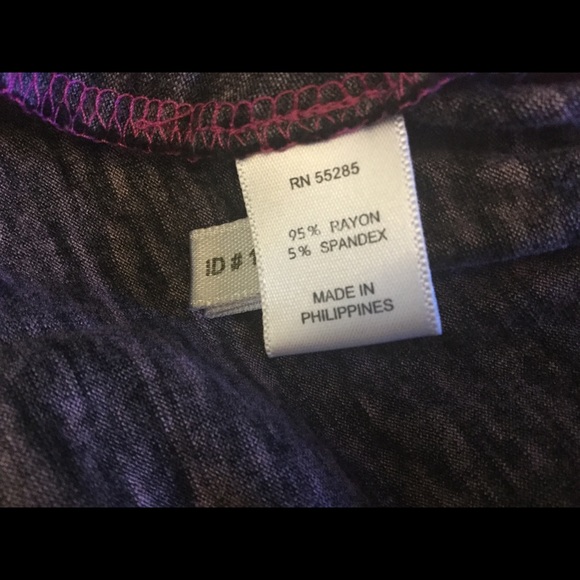 RN 55285
95% RAYON
5% SPANDEX
MADE IN
PHILIPPINES
ID # 1